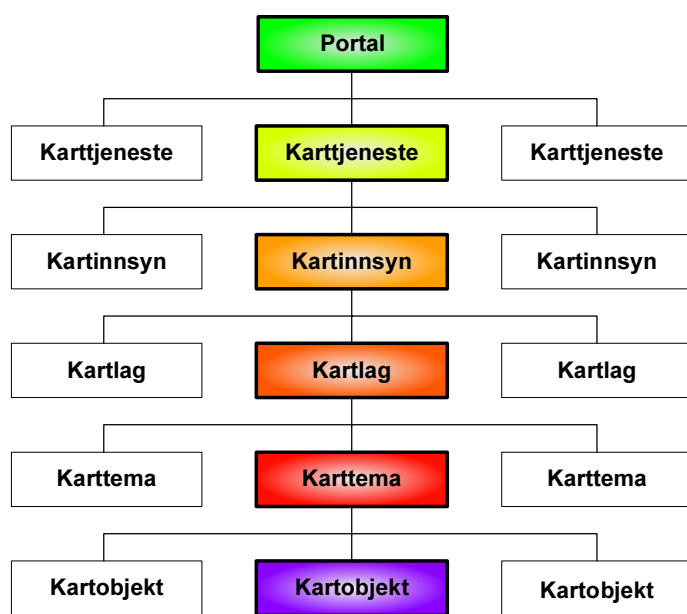 Portal
Karttjeneste
Karttjeneste
Karttjeneste
Kartinnsyn
Kartinnsyn
Kartinnsyn
Kartlag
Kartlag
Kartlag
Karttema
Karttema
Karttema
Kartobjekt
Kartobjekt
Kartobjekt